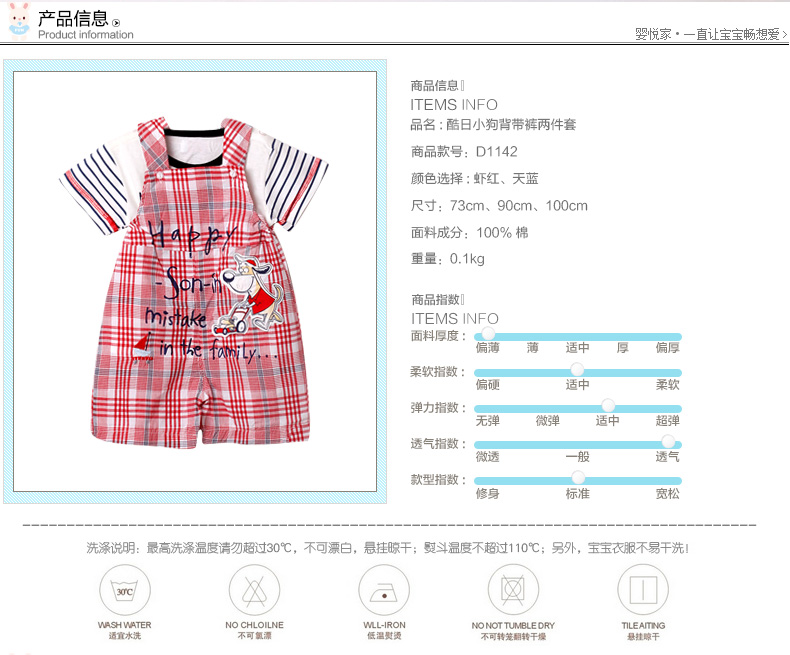 产品信息
Product information
婴悦家·一直让宝宝畅想爱>
商品信息
ITEMS INFO
品名：酷日小狗背带裤两件套
商品款号：D1142
颜色选择：虾红、天蓝
尺寸：73cm、90cm、100cm
面料成分：100% 棉
重量：0.1kg
商品指数
ITEMS INFO
面料厚度：
偏薄 薄 适中 厚 偏厚
柔软指数：
偏硬 适中 柔软
弹力指数：
无弹 微弹 适中 超弹
透气指数：
微透 一般 透气
款型指数：
修身 标准 宽松
Happy
-Son-in
mistake
in the family...
洗涤说明：最高洗涤温度请勿超过30℃，不可漂白，悬挂晾干；熨斗温度不超过110℃；另外，宝宝衣服不易干洗！
30℃
WASH WATER
适宜水洗
NO CHLOILNE
不可氯漂
WLL-IRON
低温熨烫
NO NOT TUMBLE DRY
不可转笼翻转干燥
TILEAITING
悬挂晾干